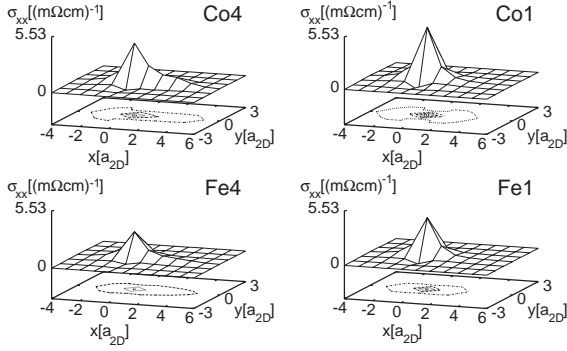 σxx[(mΩcm)-1] Co4
5.53
0
-4 -2 0 2 4 6 -3 0 3
x[a2D] y[a2D]
σxx[(mΩcm)-1] Co1
5.53
0
-4 -2 0 2 4 6 -3 0 3
x[a2D] y[a2D]
σxx[(mΩcm)-1] Fe4
5.53
0
-4 -2 0 2 4 6 -3 0 3
x[a2D] y[a2D]
σxx[(mΩcm)-1] Fe1
5.53
0
-4 -2 0 2 4 6 -3 0 3
x[a2D] y[a2D]